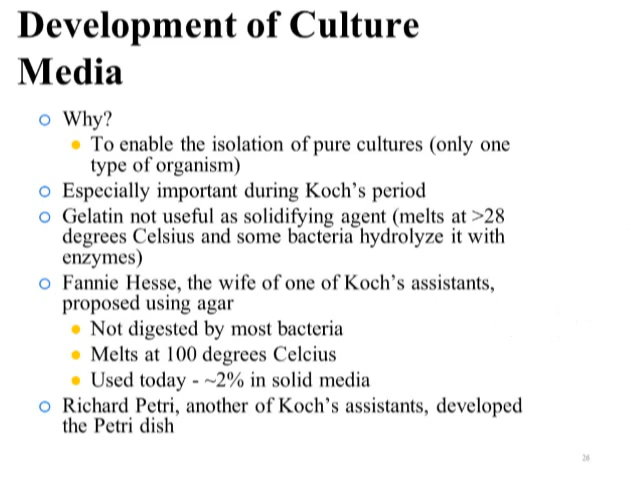 Development of Culture
Media
Why?
To enable the isolation of pure cultures (only one
type of organism)
Especially important during Koch's period
Gelatin not useful as solidifying agent (melts at >28
degrees Celsius and some bacteria hydrolyze it with
enzymes)
Fannie Hesse, the wife of one of Koch's assistants,
proposed using agar
Not digested by most bacteria
Melts at 100 degrees Celcius
Used today - ~2% in solid media
Richard Petri, another of Koch's assistants, developed
the Petri dish
26